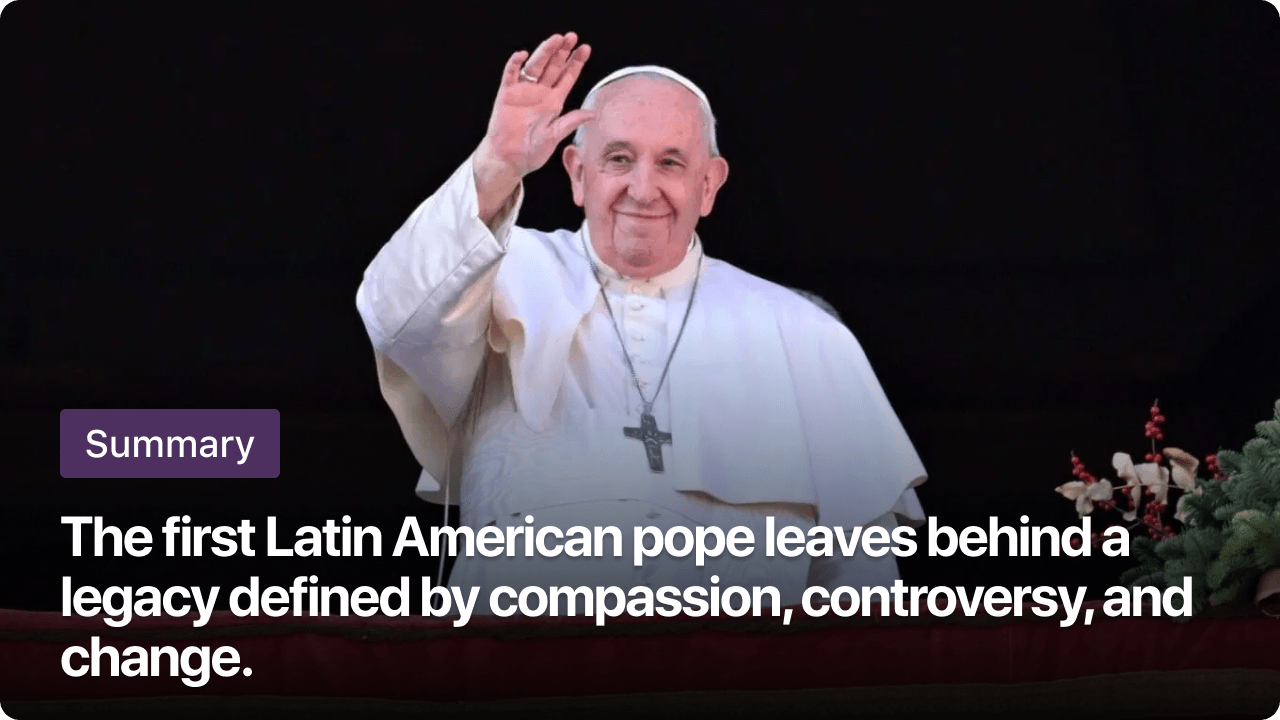 Summary
The first Latin American pope leaves behind a
legacy defined by compassion, controversy, and
change.